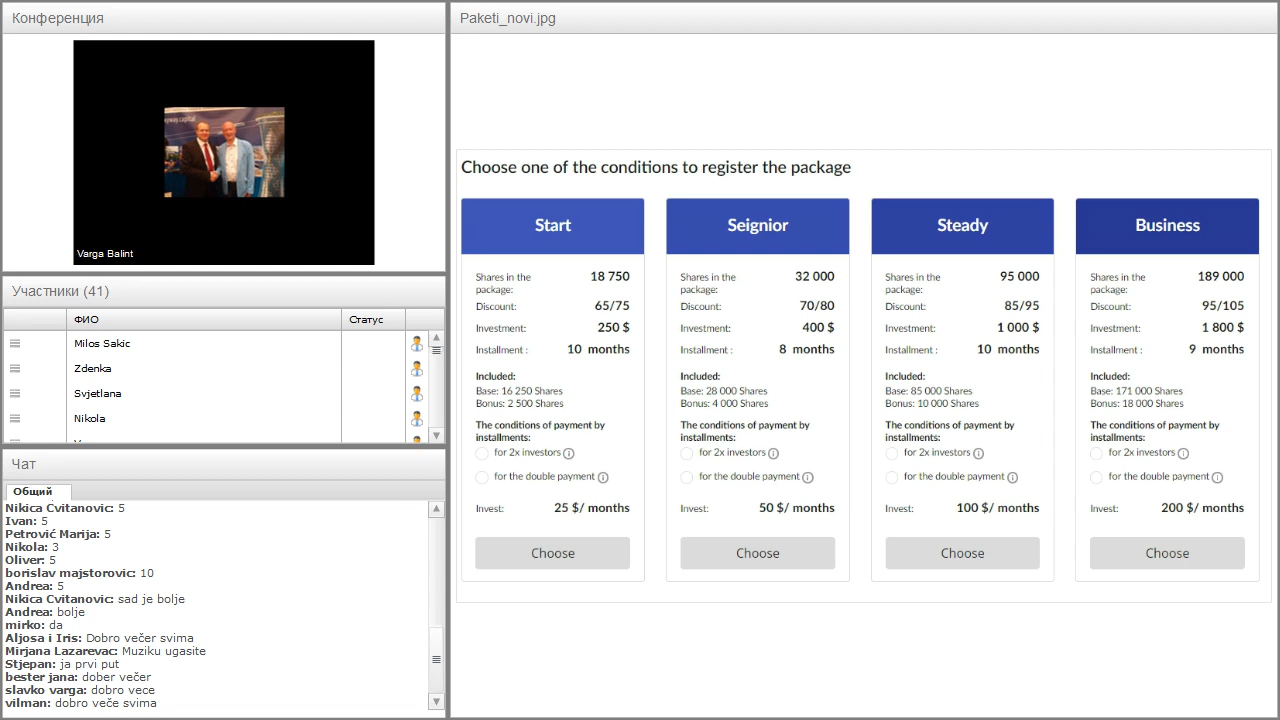 Конференция
yway.capital
Varga Balint
Участники (41)
ФИО
Статус
Milos Sakic
Zdenka
Svjetlana
Nikola
Чат
Общий
Nikica Cvitanovic: 5
Ivan: 5
Petrović Marija: 5
Nikola: 3
Oliver: 5
borislav majstorovic: 10
Andrea: 5
Nikica Cvitanovic: sad je bolje
Andrea: bolje
mirko: da
Aljosa i Iris: Dobro večer svima
Mirjana Lazarevac: Muziku ugasite
Stjepan: ja prvi put
bester jana: dober večer
slavko varga: dobro vece
vilman: dobro veče svima
Paketi_novi.jpg
Choose one of the conditions to register the package
Start
Shares in the
package:
18 750
Discount: 65/75
Investment: 250 $
Installment : 10 months
Included:
Base: 16 250 Shares
Bonus: 2 500 Shares
The conditions of payment by
installments:
for 2x investors
for the double payment
Invest: 25 $/ months
Choose
Seignior
Shares in the
package:
32 000
Discount: 70/80
Investment: 400 $
Installment : 8 months
Included:
Base: 28 000 Shares
Bonus: 4 000 Shares
The conditions of payment by
installments:
for 2x investors
for the double payment
Invest: 50 $/ months
Choose
Steady
Shares in the
package:
95 000
Discount: 85/95
Investment: 1 000 $
Installment : 10 months
Included:
Base: 85 000 Shares
Bonus: 10 000 Shares
The conditions of payment by
installments:
for 2x investors
for the double payment
Invest: 100 $/ months
Choose
Business
Shares in the
package:
189 000
Discount: 95/105
Investment: 1 800 $
Installment : 9 months
Included:
Base: 171 000 Shares
Bonus: 18 000 Shares
The conditions of payment by
installments:
for 2x investors
for the double payment
Invest: 200 $/ months
Choose